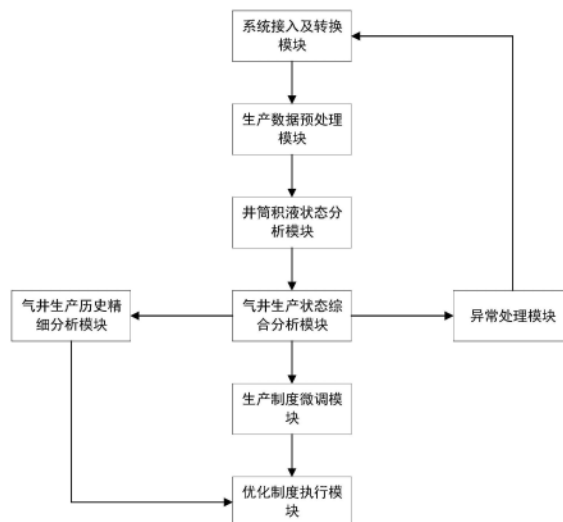 系统接入及转换
模块
生产数据预处理
模块
井筒积液状态分
析模块
气井生产历史精
细分析模块
气井生产状态综
合分析模块
异常处理模块
生产制度微调模
块
优化制度执行模
块